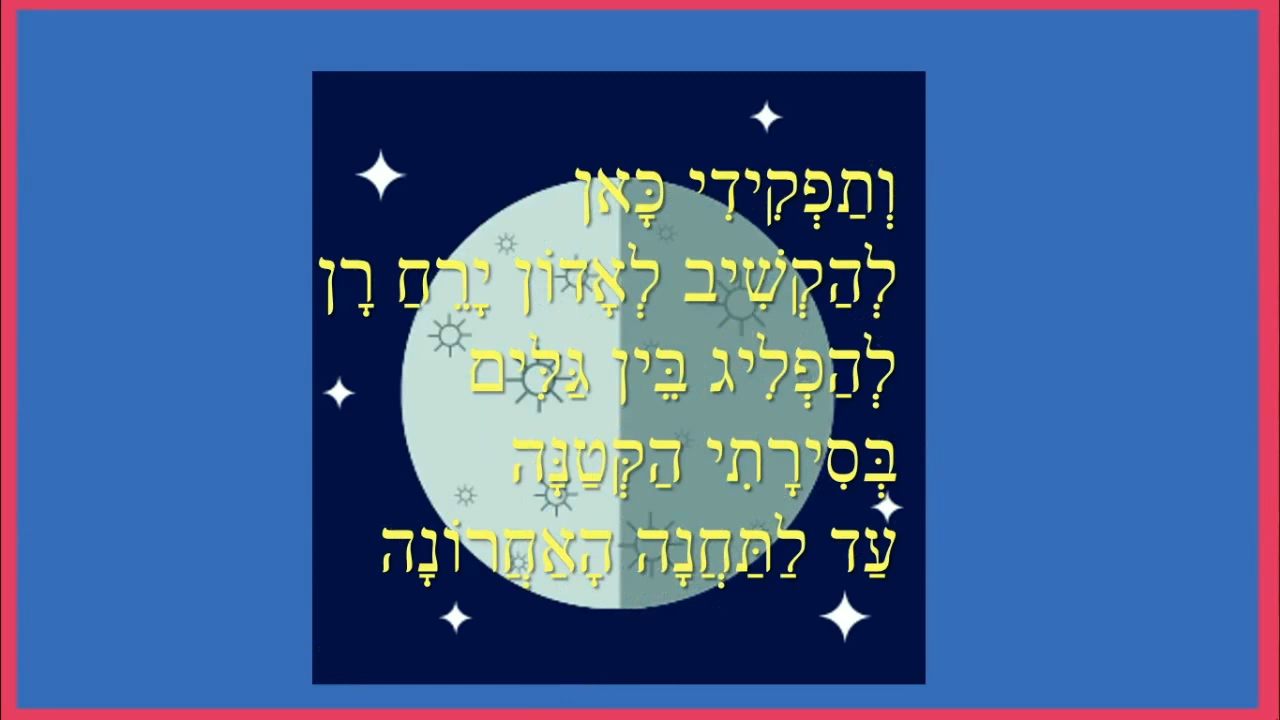 וְתַפְקִידִי כָּאן
לְהַקְשִׁיב לְאָדוֹן יָרֵחַ רָן
לְהַפְלִיג בֵּין גַּלִּים
בְּסִירָתִי הַקְּטַנָּה
עַד לַתַּחֲנָה הָאַחֲרוֹנָה